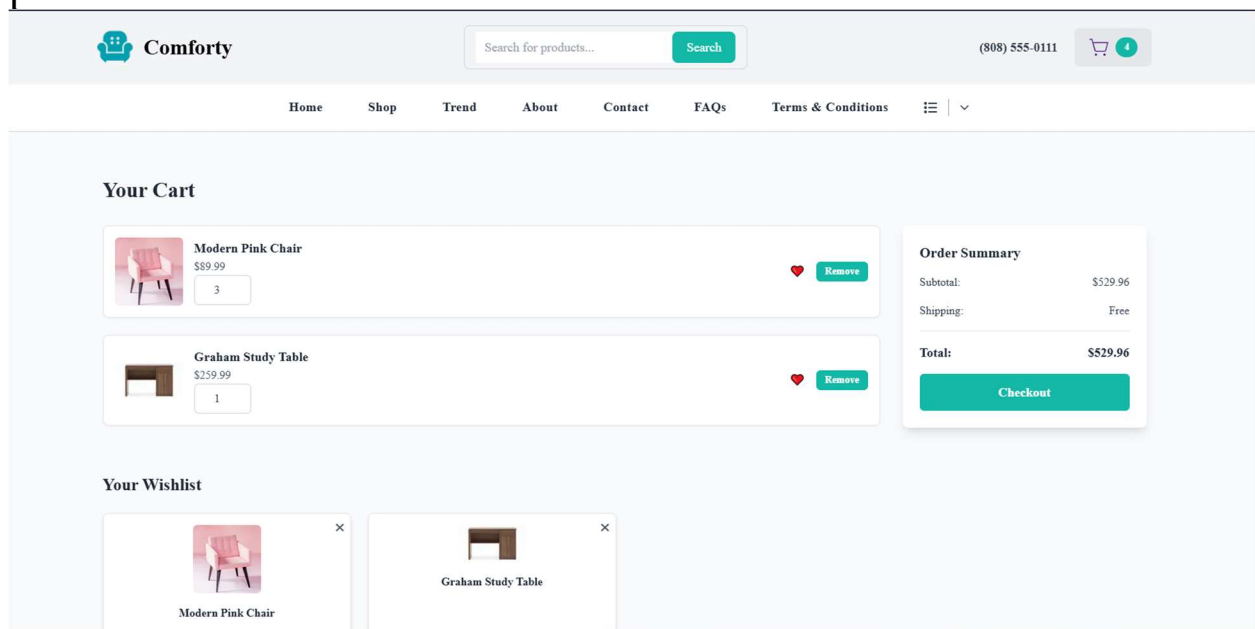 Comforty
Search for products...
Search
(808) 555-0111
4
Home Shop Trend About Contact FAQs Terms & Conditions
Your Cart
Modern Pink Chair
$89.99
3
Remove
Graham Study Table
$259.99
1
Remove
Order Summary
Subtotal: $529.96
Shipping: Free
Total: $529.96
Checkout
Your Wishlist
Modern Pink Chair
Graham Study Table